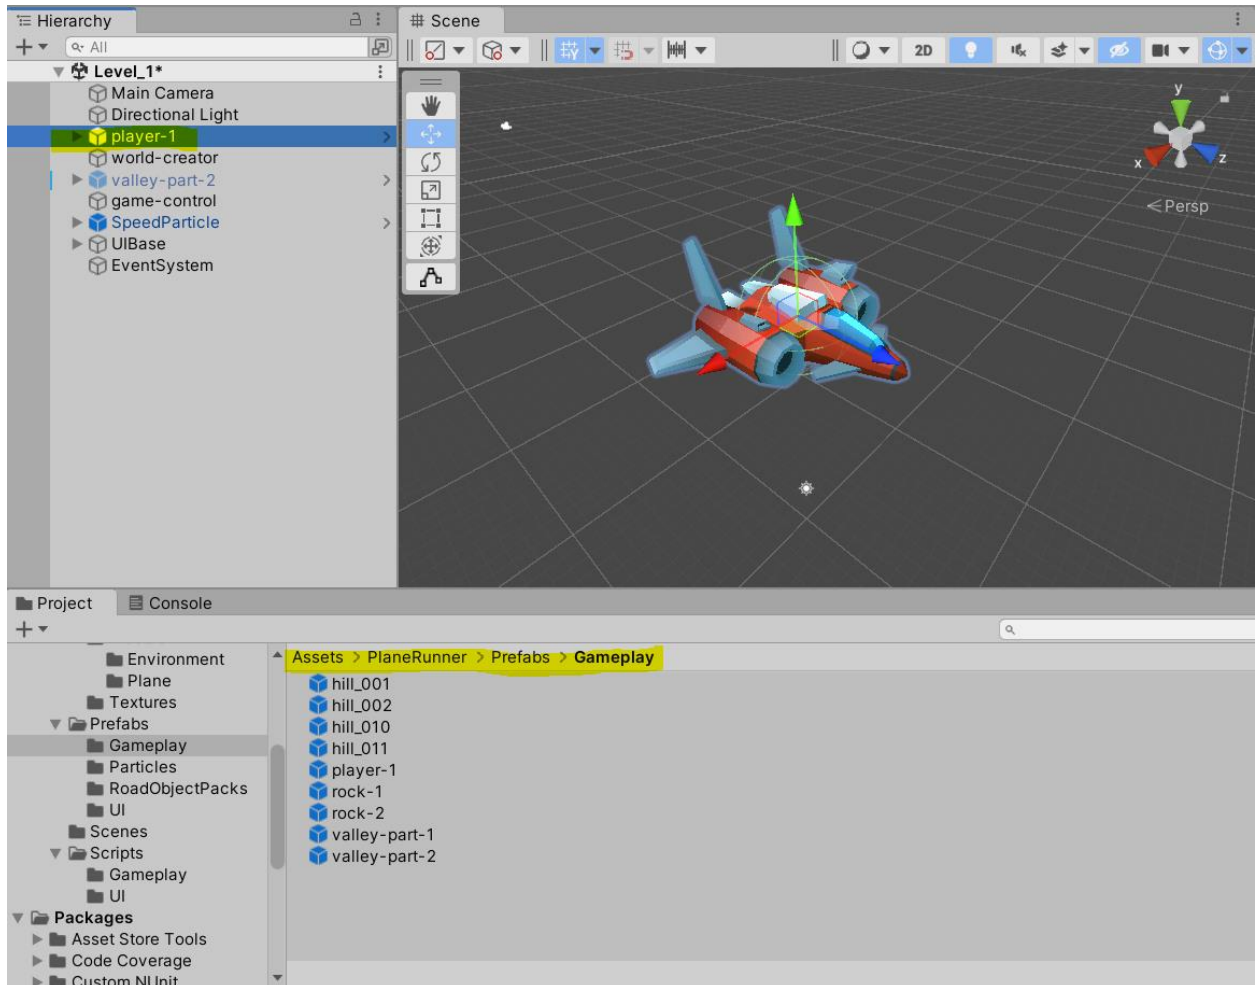 Hierarchy
Scene
All
2D
Level_1*
Main Camera
Directional Light
player-1
world-creator
valley-part-2
game-control
SpeedParticle
UIBase
EventSystem
y
x
z
Persp
Project
Console
Environment
Plane
Textures
Prefabs
Gameplay
Particles
RoadObjectPacks
UI
Scenes
Scripts
Gameplay
UI
Packages
Asset Store Tools
Code Coverage
Custom NUnit
Assets > PlaneRunner > Prefabs > Gameplay
hill_001
hill_002
hill_010
hill_011
player-1
rock-1
rock-2
valley-part-1
valley-part-2